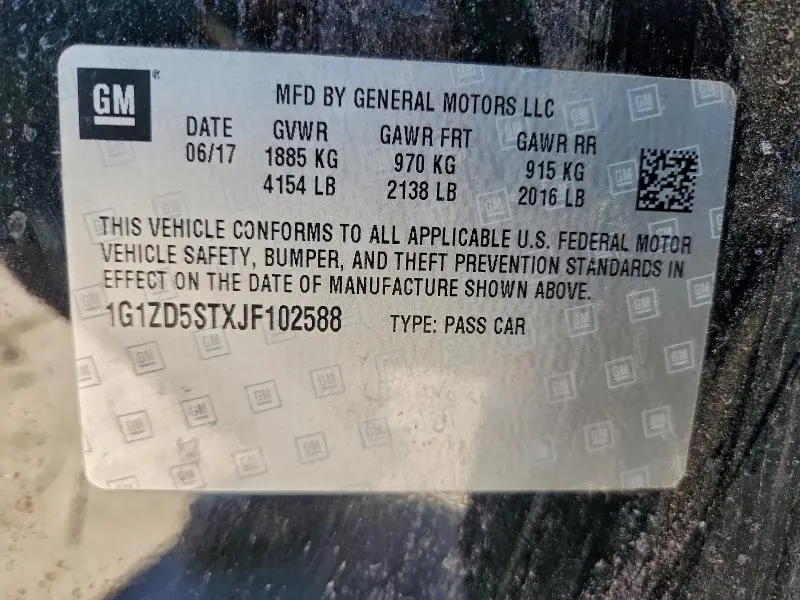 GM
MFD BY GENERAL MOTORS LLC
DATE GVWR GAWR FRT GAWR RR
06/17 1885 KG 970 KG 915 KG
4154 LB 2138 LB 2016 LB
THIS VEHICLE CONFORMS TO ALL APPLICABLE U.S. FEDERAL MOTOR
VEHICLE SAFETY, BUMPER, AND THEFT PREVENTION STANDARDS IN
EFFECT ON THE DATE OF MANUFACTURE SHOWN ABOVE.
1G1ZD5STXJF102588 TYPE: PASS CAR